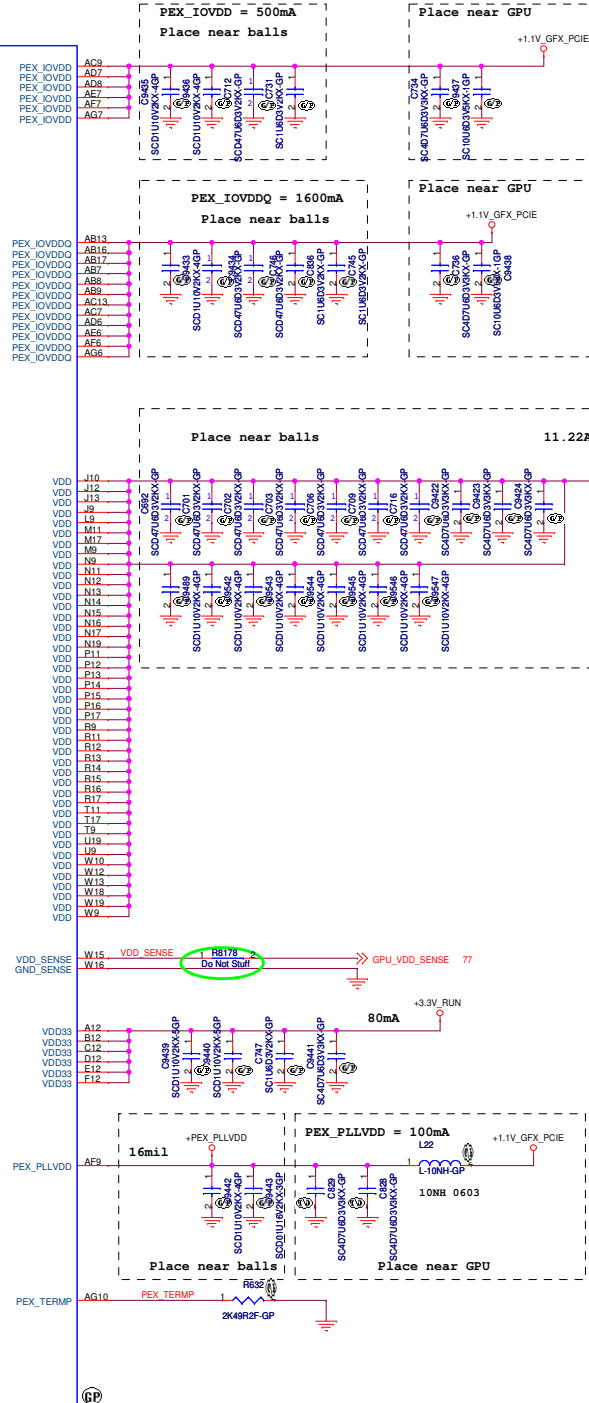 PEX_IOVDD = 500mA
Place near balls
Place near GPU
+1.1V_GFX_PCIE
PEX_IOVDD AC9
PEX_IOVDD AD7
PEX_IOVDD AD8
PEX_IOVDD AE7
PEX_IOVDD AF7
PEX_IOVDD AG7
C9435
SCD1U10V2KX-4GP
C9436
SCD1U10V2KX-4GP
C712
SCD47U6D3V2KX-GP
C731
SC1U6D3V2KX-GP
C734
SC4D7U6D3V3KX-GP
C9437
SC10U6D3V5KX-1GP
PEX_IOVDDQ = 1600mA
Place near balls
Place near GPU
+1.1V_GFX_PCIE
PEX_IOVDDQ AB13
PEX_IOVDDQ AB16
PEX_IOVDDQ AB17
PEX_IOVDDQ AB7
PEX_IOVDDQ AB8
PEX_IOVDDQ AB9
PEX_IOVDDQ AC13
PEX_IOVDDQ AC7
PEX_IOVDDQ AD6
PEX_IOVDDQ AE6
PEX_IOVDDQ AF6
PEX_IOVDDQ AG6
C9433
SCD1U10V2KX-4GP
C9434
SCD47U6D3V2KX-GP
C746
SCD47U6D3V2KX-GP
C836
SC1U6D3V2KX-GP
C745
SC1U6D3V2KX-GP
C736
SC4D7U6D3V3KX-GP
SC10U6D3V5KX-1GP
C9438
Place near balls
11.22A
VDD J10
VDD J12
VDD J13
VDD J9
VDD L9
VDD M11
VDD M17
VDD M9
VDD N9
VDD N11
VDD N12
VDD N13
VDD N14
VDD N15
VDD N16
VDD N17
VDD N19
VDD P11
VDD P12
VDD P13
VDD P14
VDD P15
VDD P16
VDD P17
VDD R9
VDD R11
VDD R12
VDD R13
VDD R14
VDD R15
VDD R16
VDD R17
VDD T11
VDD T17
VDD T9
VDD U19
VDD U9
VDD W10
VDD W12
VDD W13
VDD W18
VDD W19
VDD W9
C692
SCD47U6D3V2KX-GP
C701
SCD47U6D3V2KX-GP
C702
SCD47U6D3V2KX-GP
C703
SCD47U6D3V2KX-GP
C706
SCD47U6D3V2KX-GP
C709
SCD47U6D3V2KX-GP
C716
SCD47U6D3V2KX-GP
C9422
SC4D7U6D3V3KX-GP
C9423
SC4D7U6D3V3KX-GP
C9424
SC4D7U6D3V3KX-GP
C9489
SCD1U10V2KX-4GP
C9542
SCD1U10V2KX-4GP
C9543
SCD1U10V2KX-4GP
C9544
SCD1U10V2KX-4GP
C9545
SCD1U10V2KX-4GP
C9546
SCD1U10V2KX-4GP
C9547
SCD1U10V2KX-4GP
VDD_SENSE W15 VDD_SENSE 1 R8178 2 GPU_VDD_SENSE 77
GND_SENSE W16 Do Not Stuff
80mA
+3.3V_RUN
VDD33 A12
VDD33 B12
VDD33 C12
VDD33 D12
VDD33 E12
VDD33 F12
C9439
SCD1U10V2KX-5GP
C9440
SCD1U10V2KX-5GP
C747
SC1U6D3V2KX-GP
C9441
SC4D7U6D3V3KX-GP
PEX_PLLVDD = 100mA
16mil
+PEX_PLLVDD
L22
+1.1V_GFX_PCIE
PEX_PLLVDD AF9
1 2
L-10NH-GP
10NH 0603
C9442
SCD1U10V2KX-4GP
C9443
SCD01U16V2KX-3GP
C829
SC4D7U6D3V3KX-GP
C828
SC4D7U6D3V3KX-GP
Place near balls
Place near GPU
PEX_TERMP AG10 PEX_TERMP 1 R632 2
2K49R2F-GP
GP